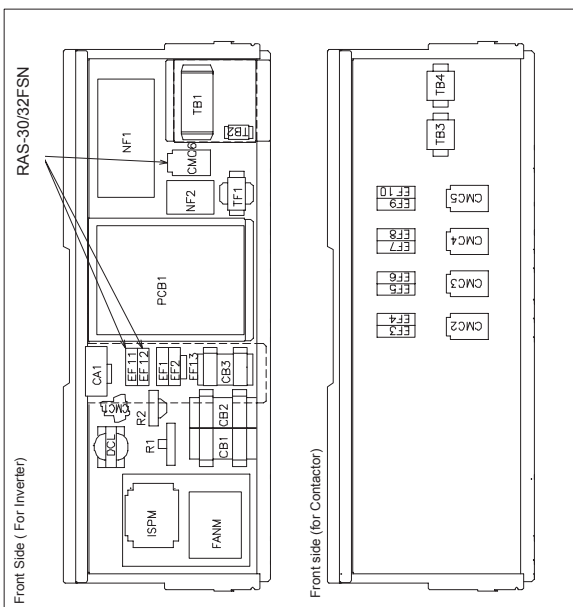 Front Side ( For Inverter)
RAS-30/32FSN
NF1
TB1
TB2
CMC6
NF2
TF1
PCB1
CA1
EF11
EF12
EF1
EF2
EF13
CB3
CMC1
R2
DCL
R1
CB2
CB1
ISPM
FANM
Front side (for Contactor)
TB4
TB3
EF10
EF9
CMC5
EF8
EF7
CMC4
EF6
EF5
CMC3
EF4
EF3
CMC2